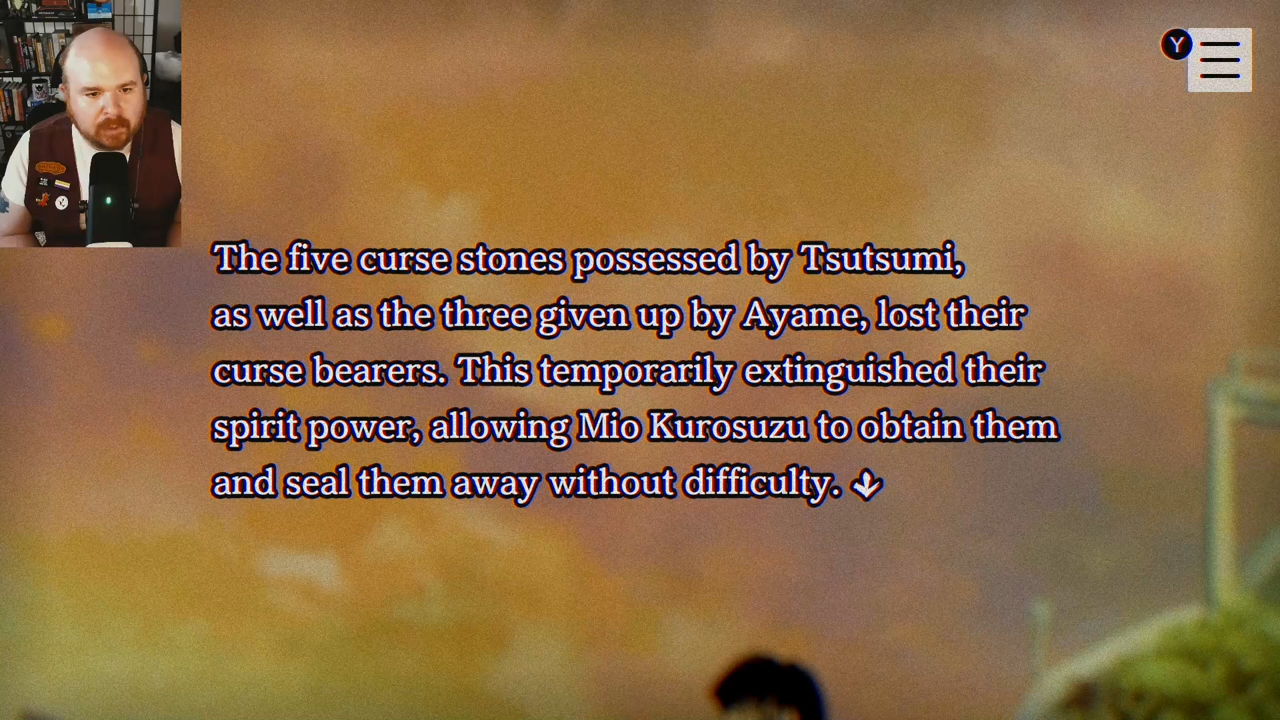 Y
The five curse stones possessed by Tsutsumi,
as well as the three given up by Ayame, lost their
curse bearers. This temporarily extinguished their
spirit power, allowing Mio Kurosuzu to obtain them
and seal them away without difficulty.